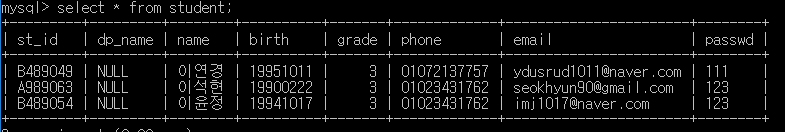 mysql> select * from student;
| st_id | dp_name | name | birth | grade | phone | email | passwd |
| B489049 | NULL | 이연경 | 19951011 | 3 | 01072137757 | ydusrud1011@naver.com | 111 |
| A989063 | NULL | 이석현 | 19900222 | 3 | 01023431762 | seokhyun90@gmail.com | 123 |
| B489054 | NULL | 이윤정 | 19941017 | 3 | 01023431762 | imj1017@naver.com | 123 |